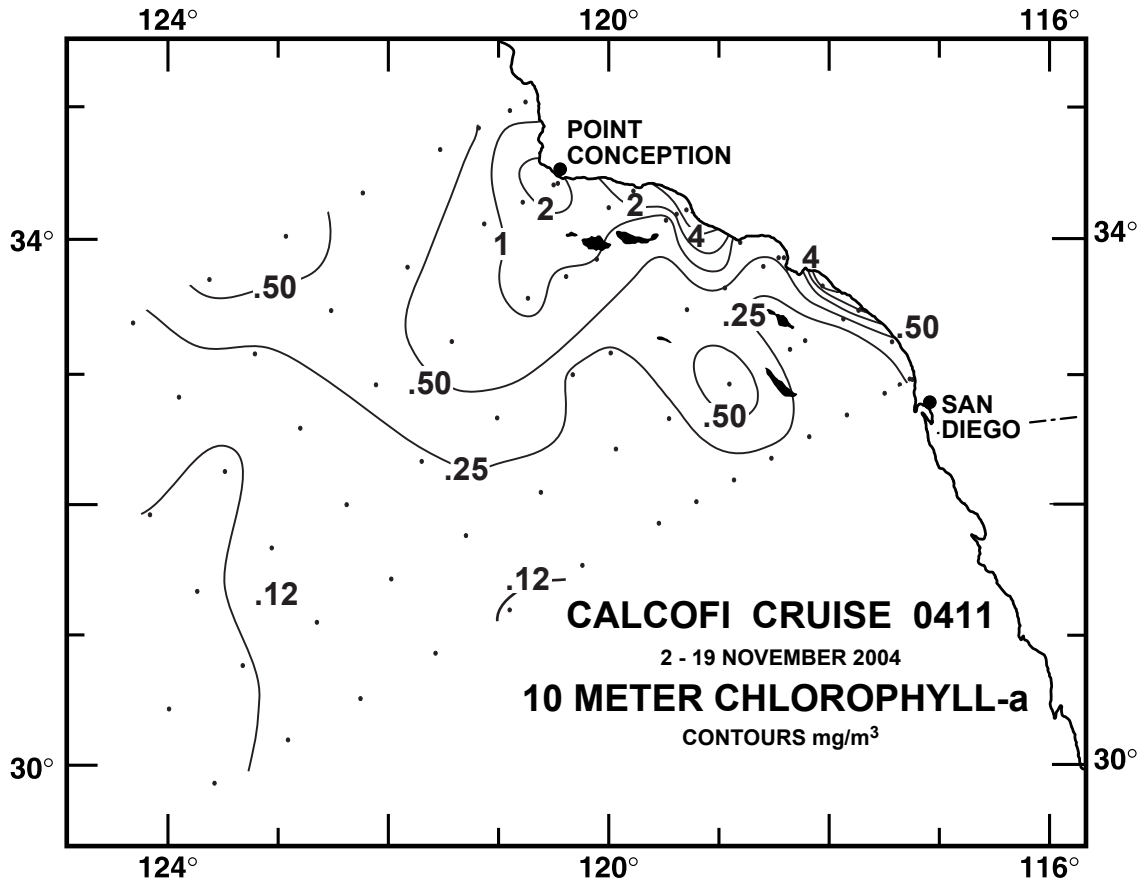 124° 120° 116°
POINT
CONCEPTION
2 2
34° 1 4 34°
4
.50
.25 .50
.50
.50 SAN
DIEGO
.25
.12 .12
CALCOFI CRUISE 0411
2 - 19 NOVEMBER 2004
10 METER CHLOROPHYLL-a
CONTOURS mg/m³
30° 30°
124° 120° 116°